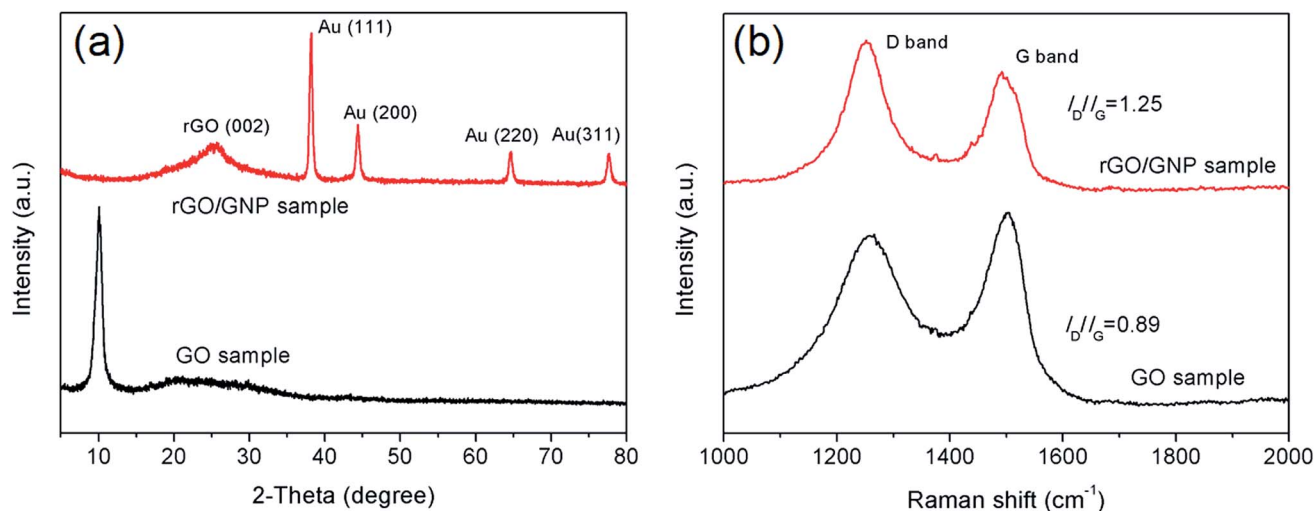 (a)
Au (111)
rGO (002)
Au (200)
Au (220)
Au(311)
rGO/GNP sample
GO sample
Intensity (a.u.)
10 20 30 40 50 60 70 80
2-Theta (degree)
(b)
D band
G band
I_D/I_G=1.25
rGO/GNP sample
I_D/I_G=0.89
GO sample
Intensity (a.u.)
1000 1200 1400 1600 1800 2000
Raman shift (cm⁻¹)